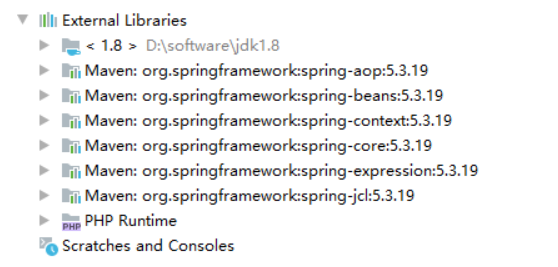 External Libraries
< 1.8 > D:\software\jdk1.8
Maven: org.springframework:spring-aop:5.3.19
Maven: org.springframework:spring-beans:5.3.19
Maven: org.springframework:spring-context:5.3.19
Maven: org.springframework:spring-core:5.3.19
Maven: org.springframework:spring-expression:5.3.19
Maven: org.springframework:spring-jcl:5.3.19
PHP PHP Runtime
Scratches and Consoles